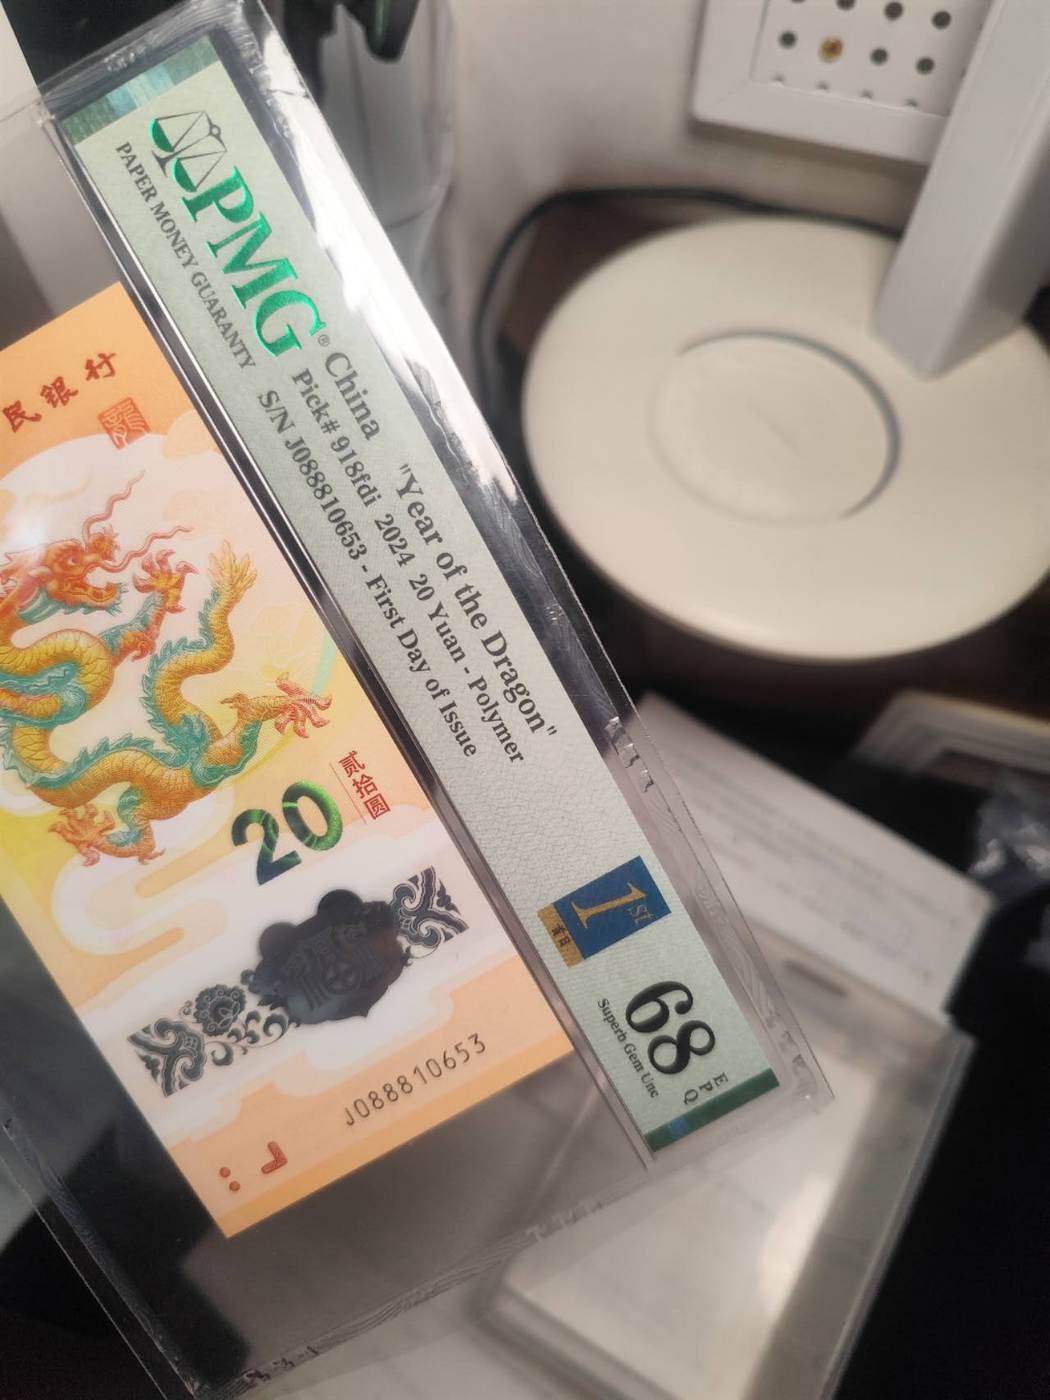 PMG®
PAPER MONEY GUARANTY
China "Year of the Dragon"
Pick# 918fdi 2024 20 Yuan - Polymer
S/N J088810653 - First Day of Issue
1st
68 EPQ
Superb Gem Unc
民银行
20
贰拾圆
福
J088810653